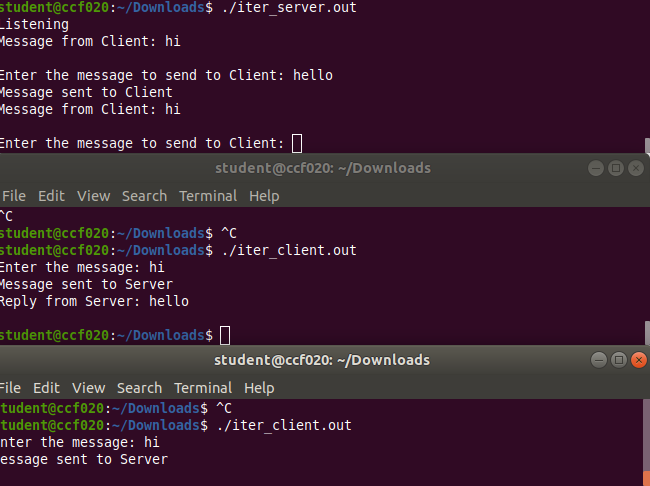 student@ccf020:~/Downloads$ ./iter_server.out
Listening
Message from Client: hi
Enter the message to send to Client: hello
Message sent to Client
Message from Client: hi
Enter the message to send to Client:
student@ccf020: ~/Downloads
File Edit View Search Terminal Help
^C
student@ccf020:~/Downloads$ ^C
student@ccf020:~/Downloads$ ./iter_client.out
Enter the message: hi
Message sent to Server
Reply from Server: hello
student@ccf020:~/Downloads$
student@ccf020: ~/Downloads
File Edit View Search Terminal Help
student@ccf020:~/Downloads$ ^C
student@ccf020:~/Downloads$ ./iter_client.out
Enter the message: hi
Message sent to Server